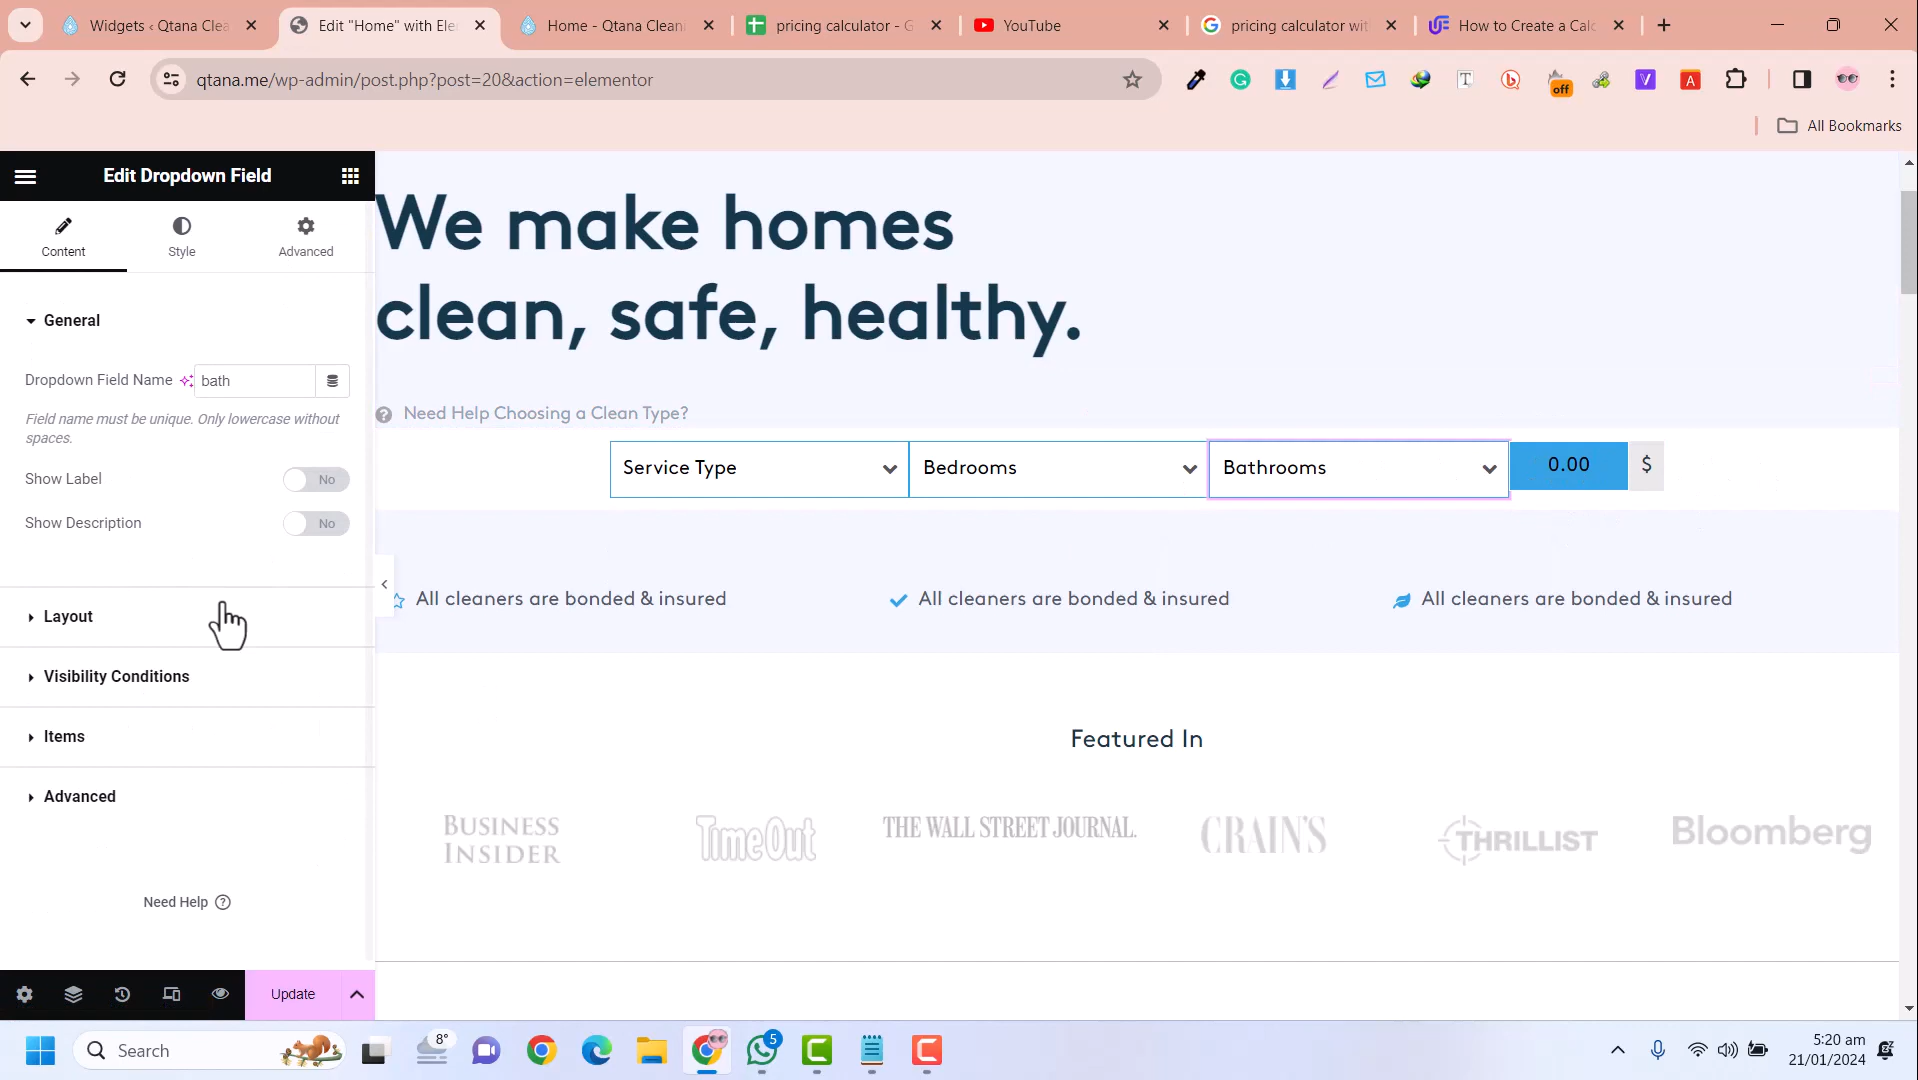 Widgets ‹ Qtana Clea
Edit "Home" with Ele
Home - Qtana Cleani
pricing calculator - G
YouTube
pricing calculator wit
How to Create a Calc
qtana.me/wp-admin/post.php?post=20&action=elementor
off
All Bookmarks
Edit Dropdown Field
Content
Style
Advanced
General
Dropdown Field Name
bath
Field name must be unique. Only lowercase without
spaces.
Show Label
No
Show Description
No
Layout
Visibility Conditions
Items
Advanced
Need Help
Update
We make homes
clean, safe, healthy.
Need Help Choosing a Clean Type?
Service Type
Bedrooms
Bathrooms
0.00
$
All cleaners are bonded & insured
All cleaners are bonded & insured
All cleaners are bonded & insured
Featured In
BUSINESS
INSIDER
TimeOut
THE WALL STREET JOURNAL.
CRAIN'S
THRILLIST
Bloomberg
Search
8°
5
5:20 am
21/01/2024